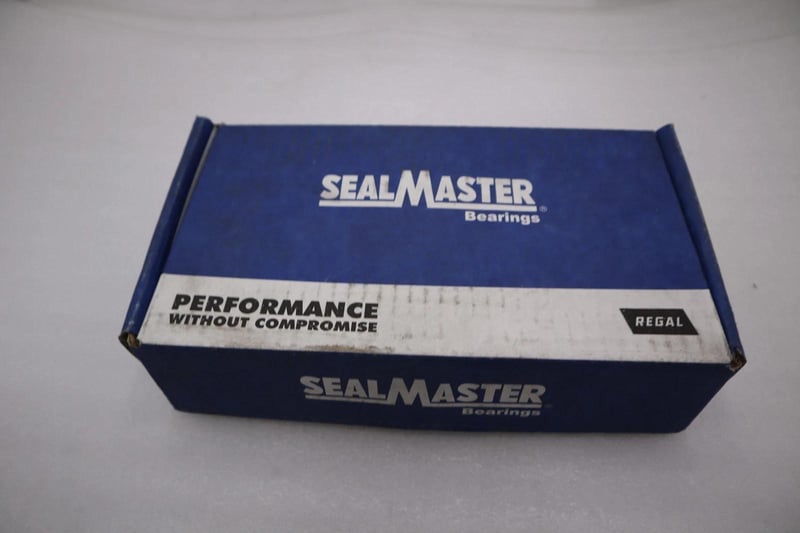 SEALMASTER®
Bearings
PERFORMANCE
WITHOUT COMPROMISE
REGAL
SEALMASTER
Bearings